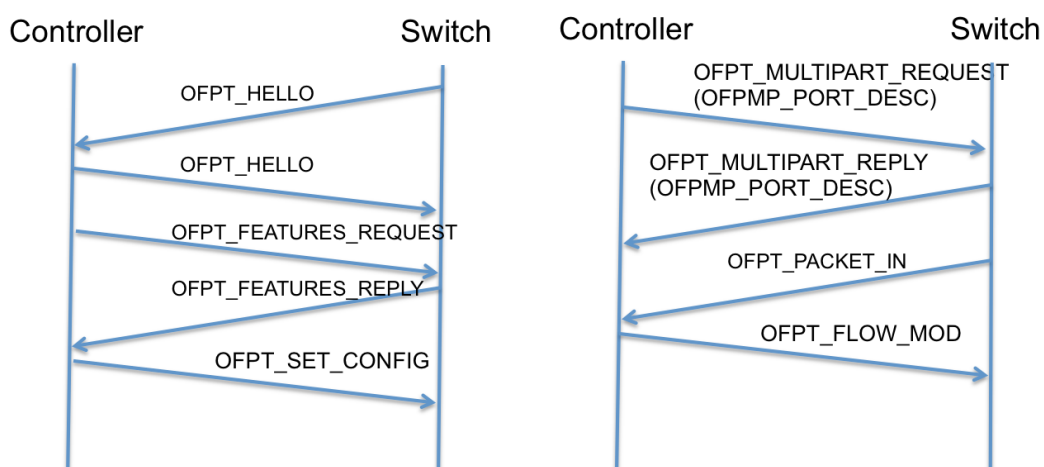 Controller
Switch
OFPT_HELLO
OFPT_HELLO
OFPT_FEATURES_REQUEST
OFPT_FEATURES_REPLY
OFPT_SET_CONFIG
Controller
Switch
OFPT_MULTIPART_REQUEST
(OFPMP_PORT_DESC)
OFPT_MULTIPART_REPLY
(OFPMP_PORT_DESC)
OFPT_PACKET_IN
OFPT_FLOW_MOD